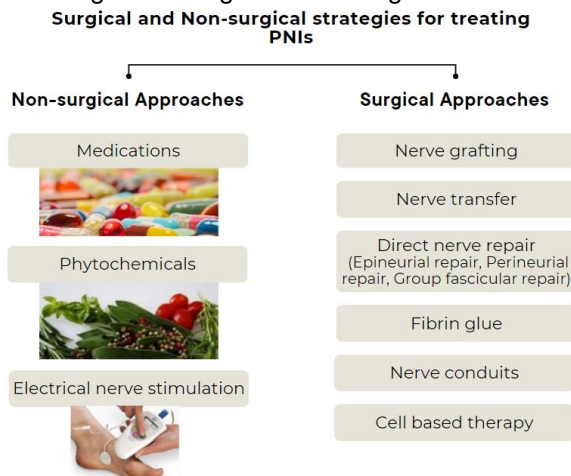 Surgical and Non-surgical strategies for treating
PNIs
Non-surgical Approaches
Medications
Phytochemicals
Electrical nerve stimulation
Surgical Approaches
Nerve grafting
Nerve transfer
Direct nerve repair
(Epineurial repair, Perineurial
repair, Group fascicular repair)
Fibrin glue
Nerve conduits
Cell based therapy